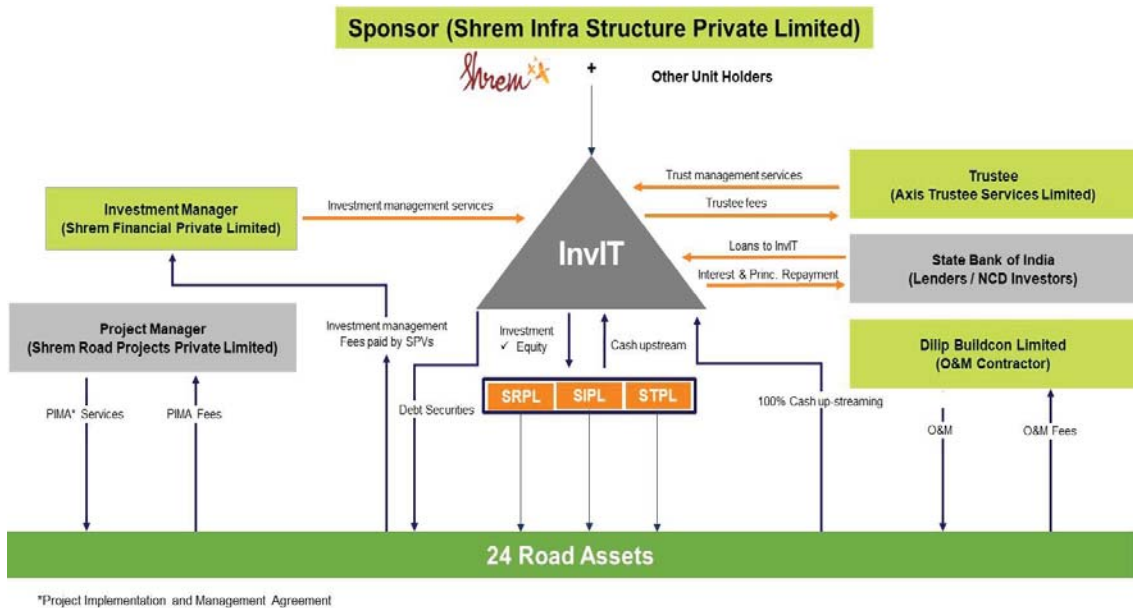 Sponsor (Shrem Infra Structure Private Limited)
Shrem
+
Other Unit Holders
Trust management services
Trustee
(Axis Trustee Services Limited)
Trustee fees
Investment Manager
(Shrem Financial Private Limited)
Investment management services
InvIT
Loans to InvIT
State Bank of India
(Lenders / NCD Investors)
Interest & Princ. Repayment
Project Manager
(Shrem Road Projects Private Limited)
Investment management
Fees paid by SPVs
Investment
✓ Equity
Cash upstream
Dilip Buildcon Limited
(O&M Contractor)
SRPL SIPL STPL
PIMA* Services
PIMA Fees
Debt Securities
100% Cash up-streaming
O&M
O&M Fees
24 Road Assets
*Project Implementation and Management Agreement